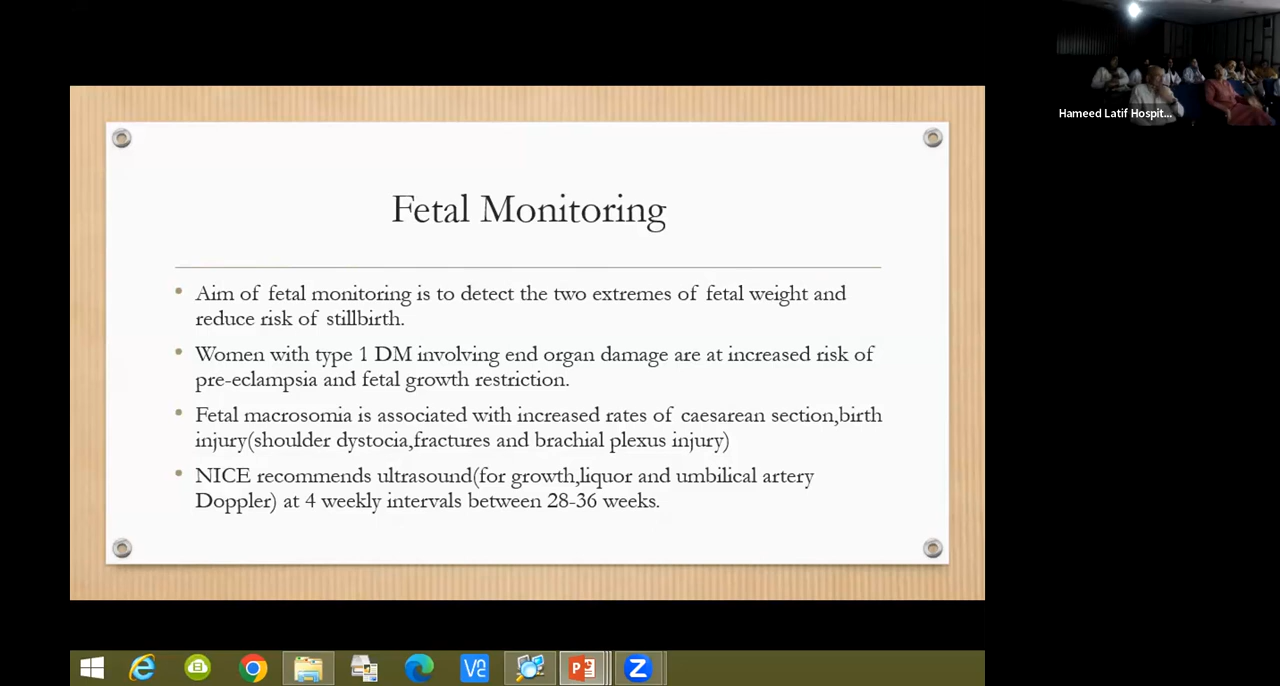 Hameed Latif Hospit...
Fetal Monitoring
• Aim of fetal monitoring is to detect the two extremes of fetal weight and
reduce risk of stillbirth.
• Women with type 1 DM involving end organ damage are at increased risk of
pre-eclampsia and fetal growth restriction.
• Fetal macrosomia is associated with increased rates of caesarean section,birth
injury(shoulder dystocia,fractures and brachial plexus injury)
• NICE recommends ultrasound(for growth,liquor and umbilical artery
Doppler) at 4 weekly intervals between 28-36 weeks.